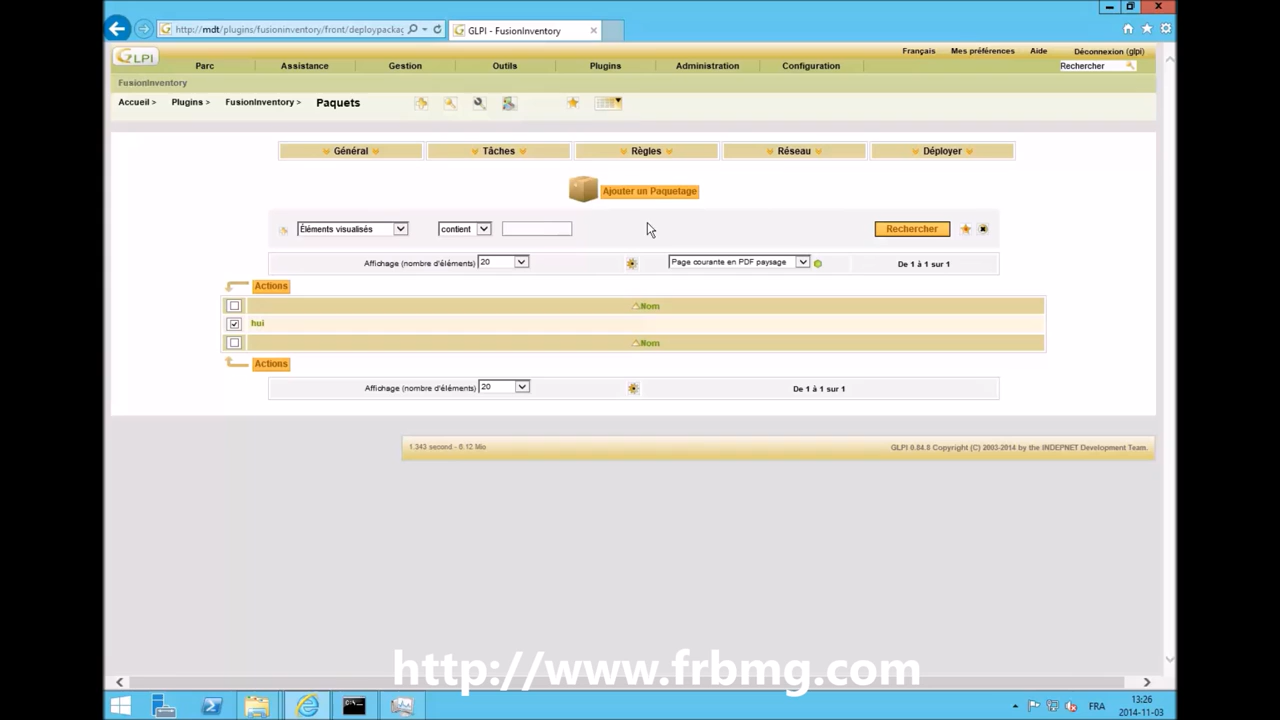 http://mdt/plugins/fusioninventory/front/deploypackag
GLPI - FusionInventory
GLPI
Français Mes préférences Aide Déconnexion (glpi)
Parc Assistance Gestion Outils Plugins Administration Configuration Rechercher
FusionInventory
Accueil > Plugins > FusionInventory > Paquets
Général Tâches Règles Réseau Déployer
Ajouter un Paquetage
Éléments visualisés contient Rechercher
Affichage (nombre d'éléments) 20 Page courante en PDF paysage De 1 à 1 sur 1
Actions
Nom
hui
Nom
Actions
Affichage (nombre d'éléments) 20 De 1 à 1 sur 1
1.343 second - 6.12 Mio GLPI 0.84.8 Copyright (C) 2003-2014 by the INDEPNET Development Team.
http://www.frbmg.com
FRA 13:26
2014-11-03